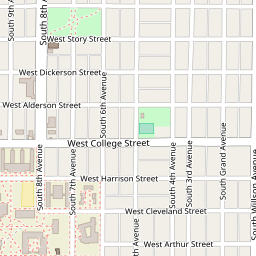 South 9th A
South 8th A
West Story Street
West Dickerson Street
West Alderson Street
South 6th Avenue
West College Street
South 8th Avenue
South 7th Avenue
West Harrison Street
South 4th Avenue
South 3rd Avenue
South Grand Avenue
South Willson Avenue
West Cleveland Street
h Avenue
West Arthur Street